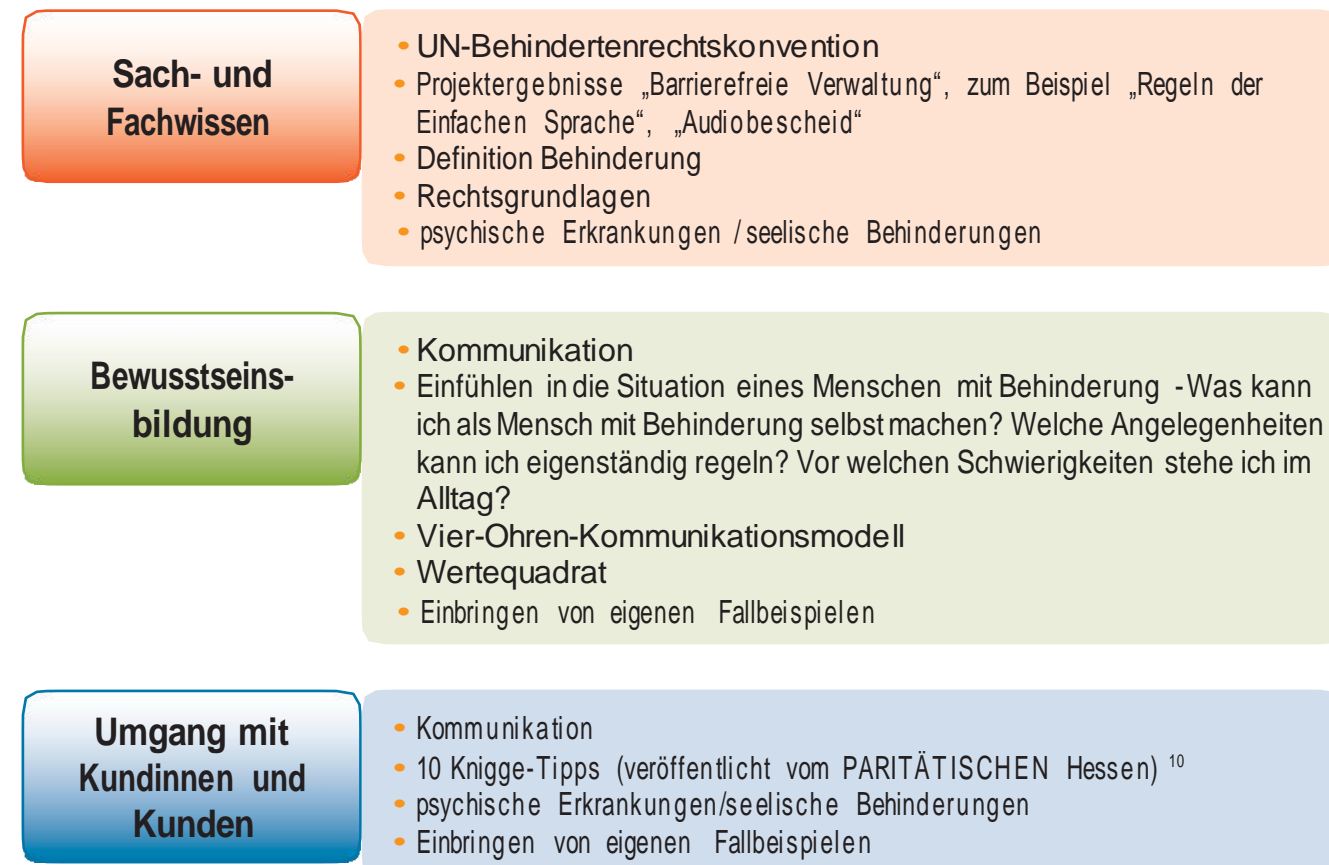 Sach- und
Fachwissen
• UN-Behindertenrechtskonvention
• Projektergebnisse „Barrierefreie Verwaltung“, zum Beispiel „Regeln der
Einfachen Sprache“, „Audiobescheid“
• Definition Behinderung
• Rechtsgrundlagen
• psychische Erkrankungen / seelische Behinderungen
Bewusstseins-
bildung
• Kommunikation
• Einfühlen in die Situation eines Menschen mit Behinderung - Was kann
ich als Mensch mit Behinderung selbst machen? Welche Angelegenheiten
kann ich eigenständig regeln? Vor welchen Schwierigkeiten stehe ich im
Alltag?
• Vier-Ohren-Kommunikationsmodell
• Wertequadrat
• Einbringen von eigenen Fallbeispielen
Umgang mit
Kundinnen und
Kunden
• Kommunikation
• 10 Knigge-Tipps (veröffentlicht vom PARITÄTISCHEN Hessen) 10
• psychische Erkrankungen/seelische Behinderungen
• Einbringen von eigenen Fallbeispielen